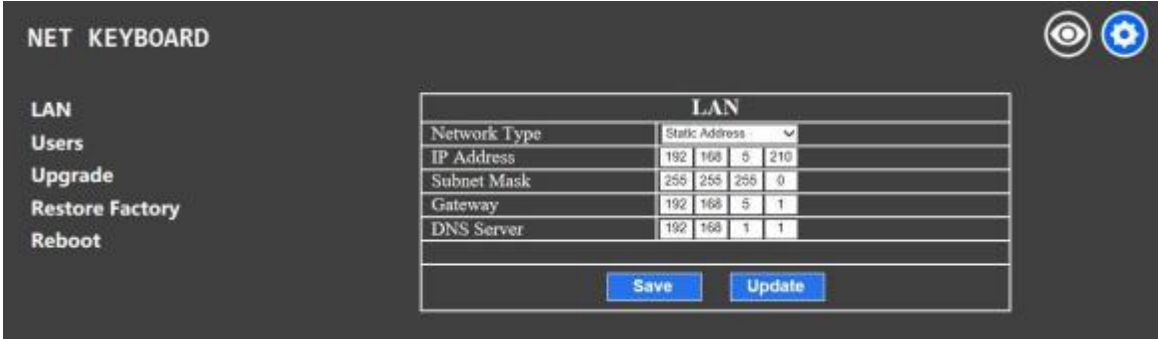 NET KEYBOARD
LAN
Users
Upgrade
Restore Factory
Reboot
LAN
Network Type Static Address
IP Address 192 168 5 210
Subnet Mask 255 255 255 0
Gateway 192 168 5 1
DNS Server 192 168 1 1
Save Update